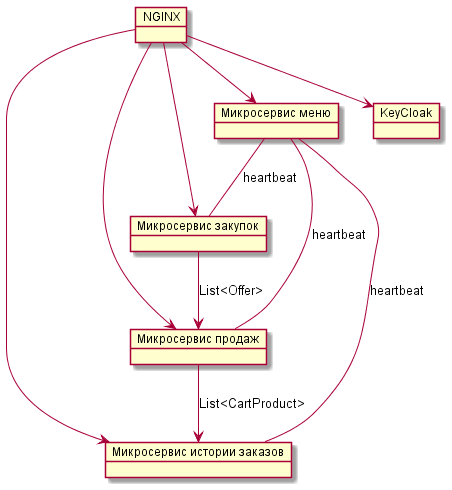 NGINX
Микросервис меню
KeyCloak
heartbeat
Микросервис закупок
heartbeat
List<Offer>
heartbeat
Микросервис продаж
List<CartProduct>
Микросервис истории заказов